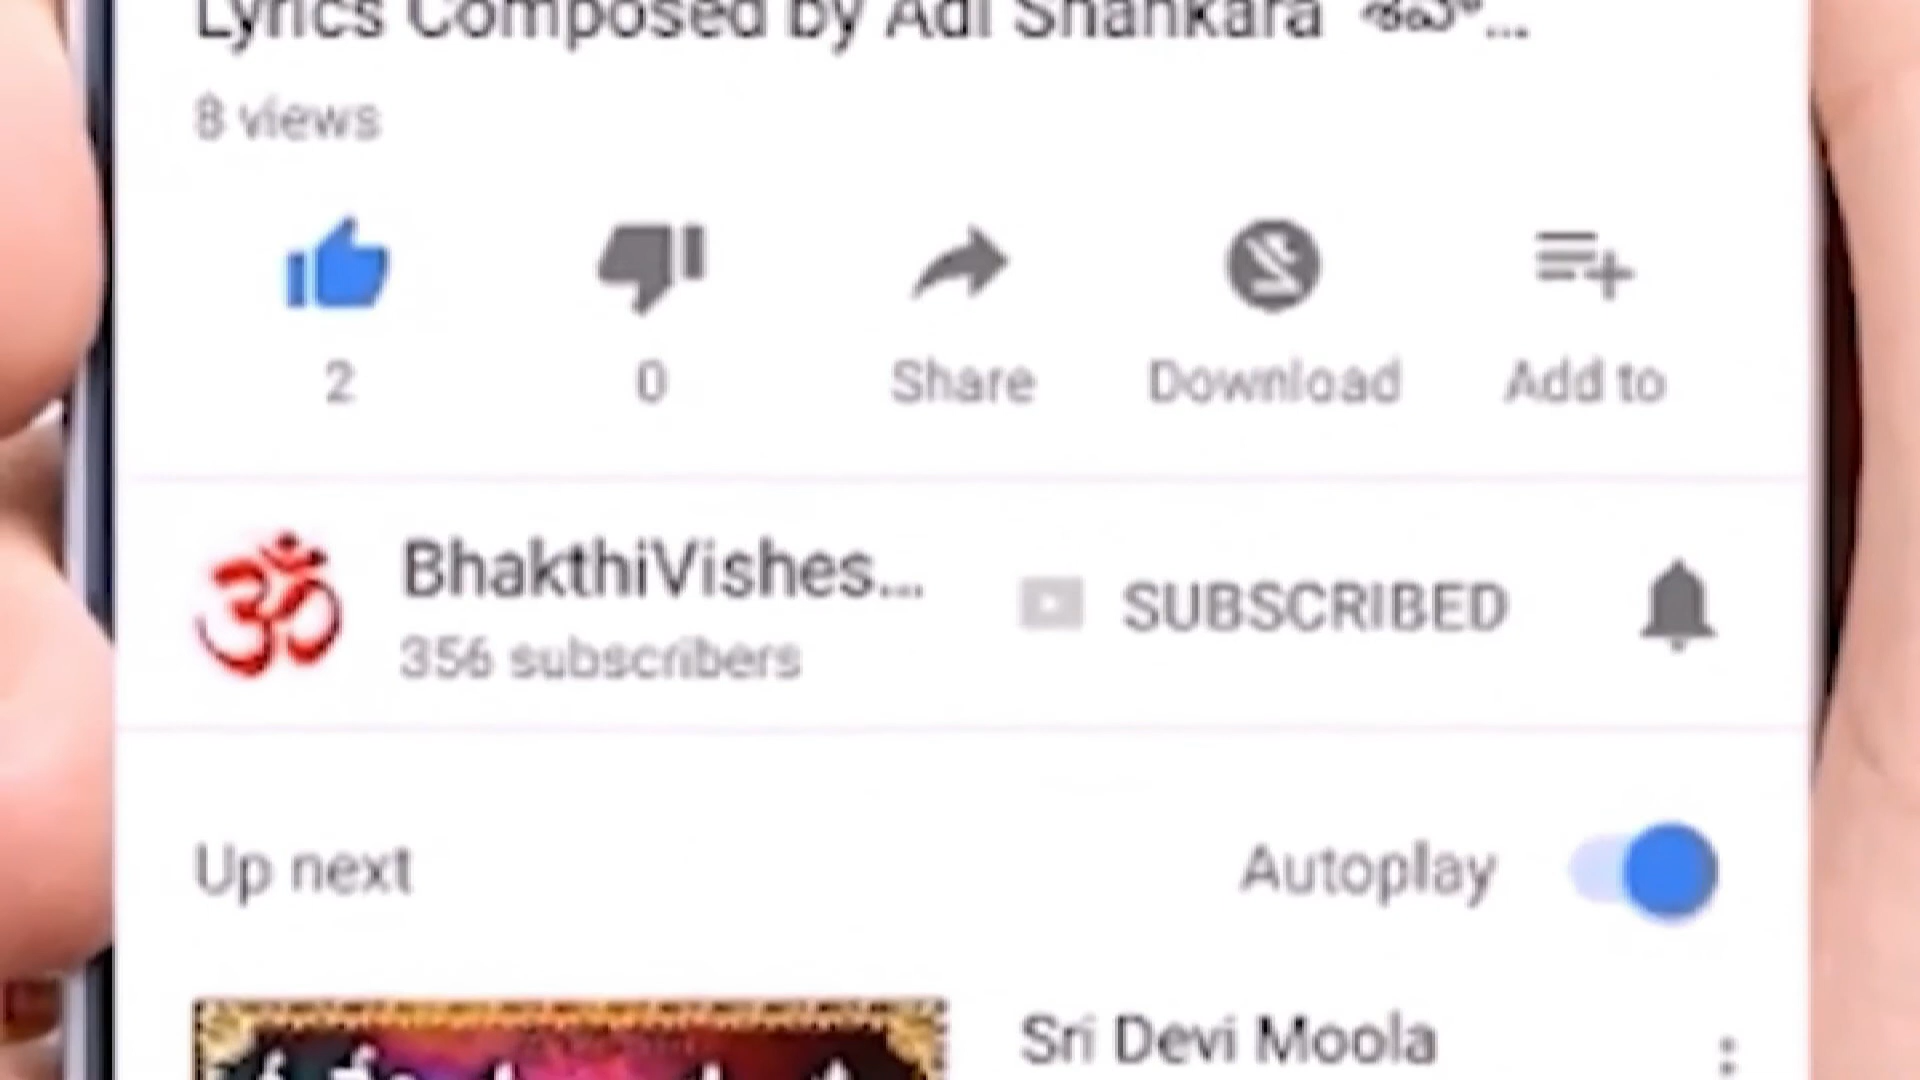 Lyrics Composed by Adi Shankara
8 views
2
0
Share
Download
Add to
ॐ
BhakthiVishes...
356 subscribers
SUBSCRIBED
Up next
Autoplay
Sri Devi Moola